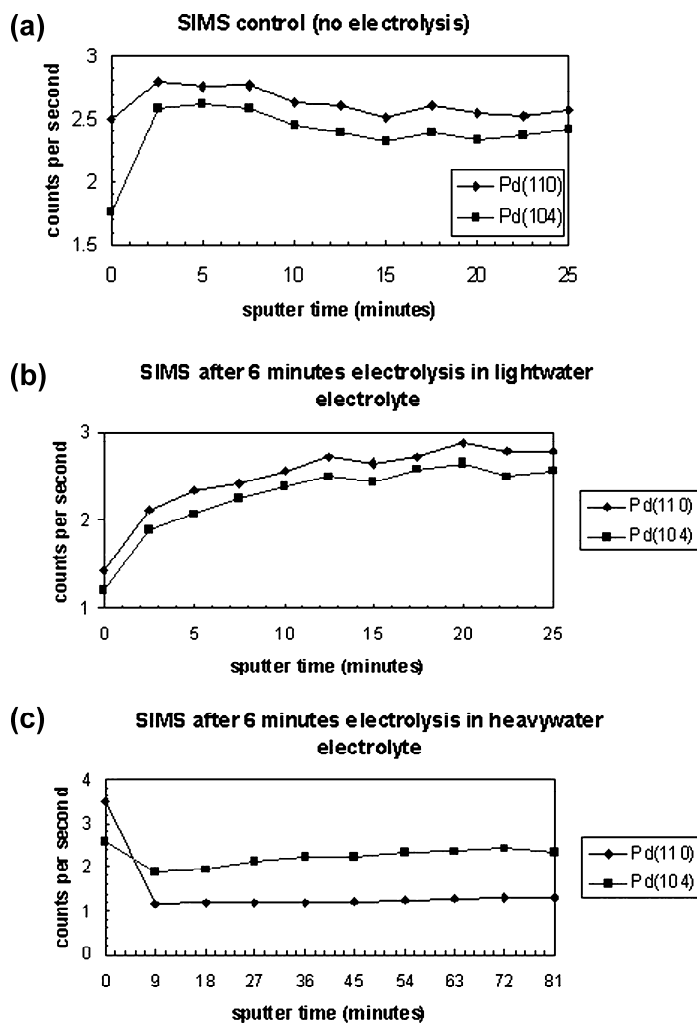 (a)
SIMS control (no electrolysis)
counts per second
3
2.5
2
1.5
0 5 10 15 20 25
sputter time (minutes)
Pd(110)
Pd(104)
(b)
SIMS after 6 minutes electrolysis in lightwater
electrolyte
counts per second
3
2
1
0 5 10 15 20 25
sputter time (minutes)
Pd(110)
Pd(104)
(c)
SIMS after 6 minutes electrolysis in heavywater
electrolyte
counts per second
4
3
2
1
0
0 9 18 27 36 45 54 63 72 81
sputter time (minutes)
Pd(110)
Pd(104)